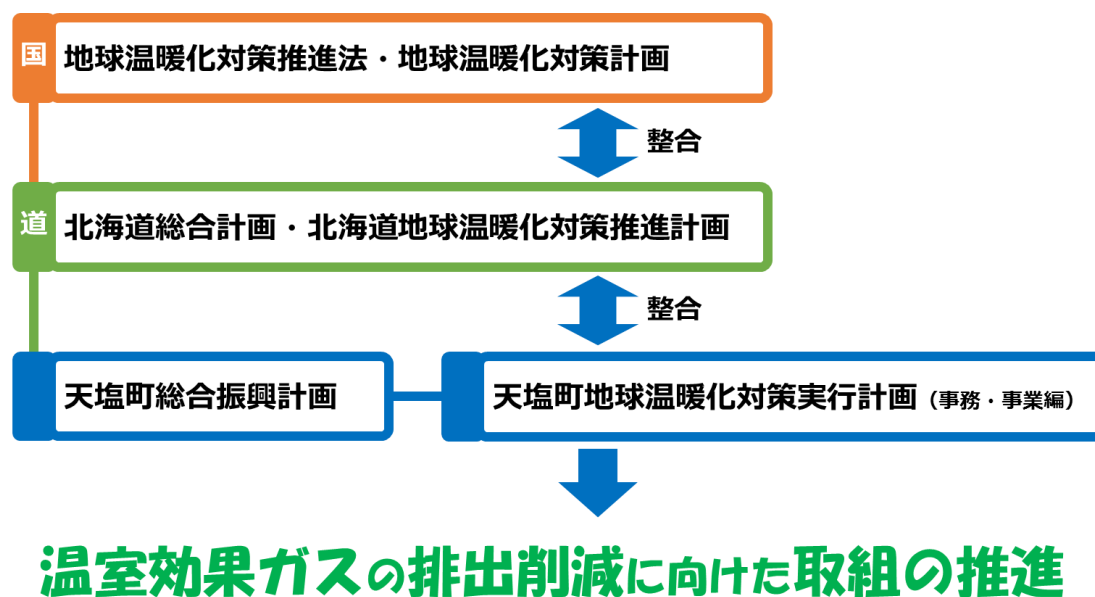 国
地球温暖化対策推進法・地球温暖化対策計画
整合
道
北海道総合計画・北海道地球温暖化対策推進計画
整合
天塩町総合振興計画
天塩町地球温暖化対策実行計画（事務・事業編）
温室効果ガスの排出削減に向けた取組の推進